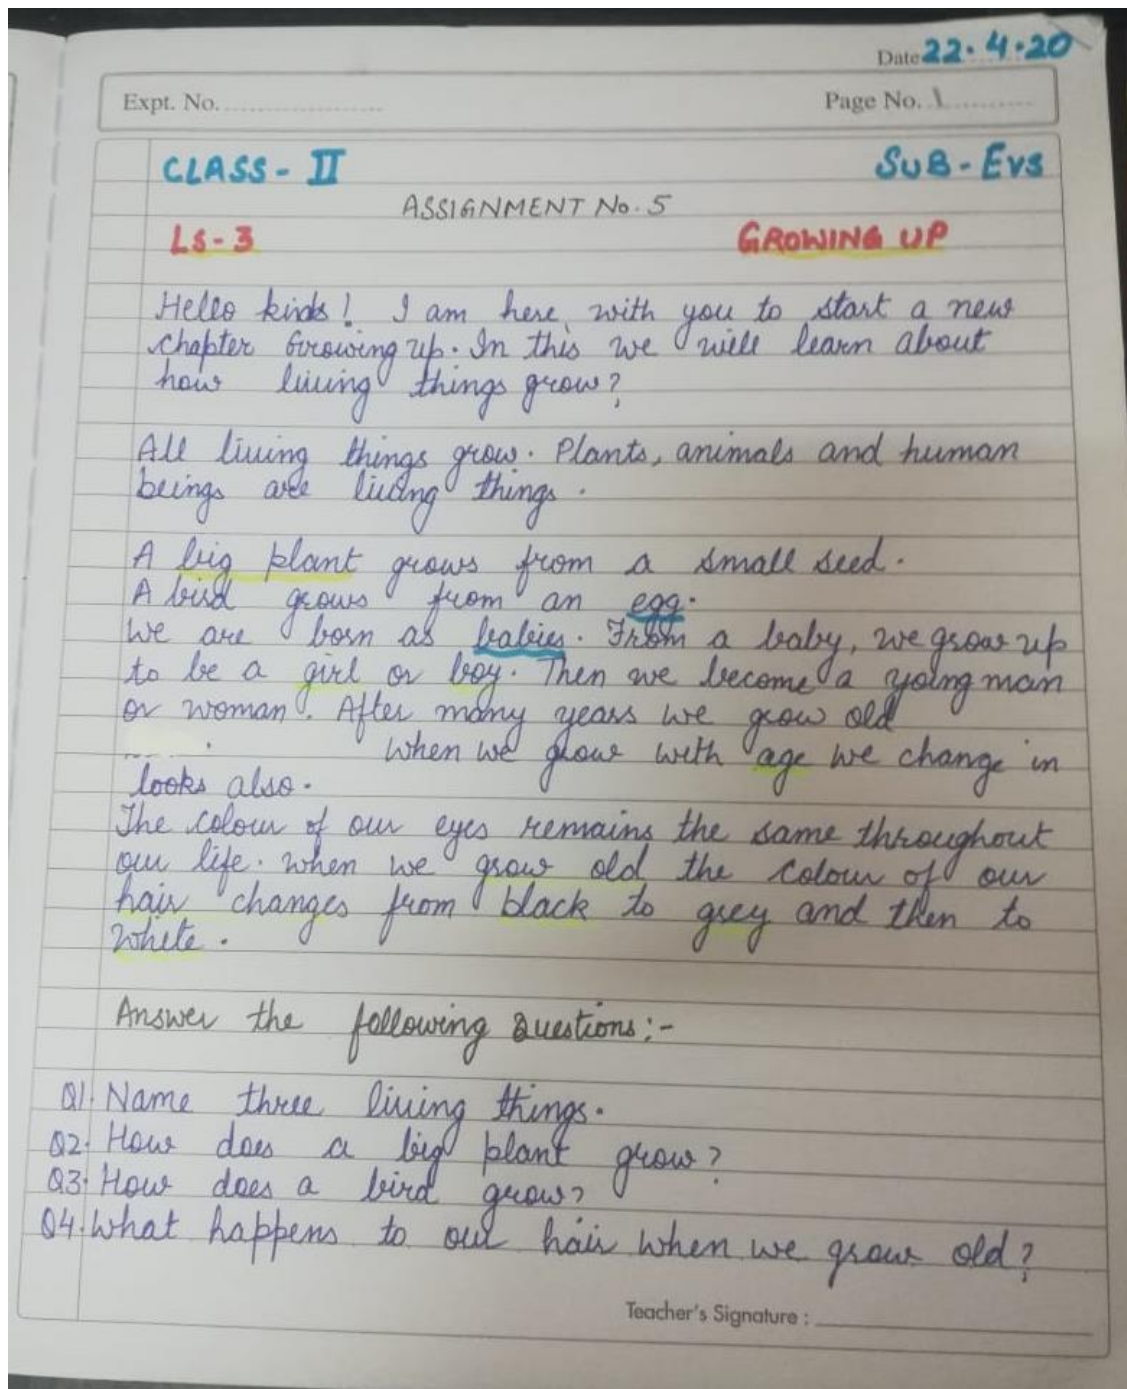 Date 22.4.20
Expt. No. Page No. 1
CLASS - II SUB - EVS
ASSIGNMENT No. 5
LS - 3 GROWING UP
Hello kids! I am here with you to start a new
chapter Growing up. In this we will learn about
how living things grow?
All living things grow. Plants, animals and human
beings are living things.
A big plant grows from a small seed.
A bird grows from an egg.
We are born as babies. From a baby, we grow up
to be a girl or boy. Then we become a young man
or woman. After many years we grow old
. When we grow with age we change in
looks also.
The colour of our eyes remains the same throughout
our life. When we grow old the colour of our
hair changes from black to grey and then to
white.
Answer the following Questions:-
Q1. Name three living things.
Q2. How does a big plant grow?
Q3. How does a bird grow?
Q4. What happens to our hair when we grow old?
Teacher's Signature :